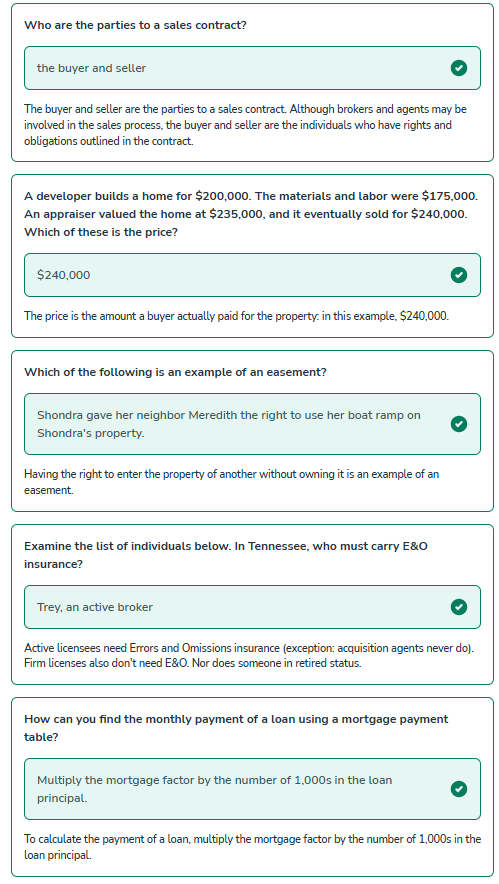 Who are the parties to a sales contract?
the buyer and seller
The buyer and seller are the parties to a sales contract. Although brokers and agents may be
involved in the sales process, the buyer and seller are the individuals who have rights and
obligations outlined in the contract.
A developer builds a home for $200,000. The materials and labor were $175,000.
An appraiser valued the home at $235,000, and it eventually sold for $240,000.
Which of these is the price?
$240,000
The price is the amount a buyer actually paid for the property: in this example, $240,000.
Which of the following is an example of an easement?
Shondra gave her neighbor Meredith the right to use her boat ramp on
Shondra's property.
Having the right to enter the property of another without owning it is an example of an
easement.
Examine the list of individuals below. In Tennessee, who must carry E&O
insurance?
Trey, an active broker
Active licensees need Errors and Omissions insurance (exception: acquisition agents never do).
Firm licenses also don't need E&O. Nor does someone in retired status.
How can you find the monthly payment of a loan using a mortgage payment
table?
Multiply the mortgage factor by the number of 1,000s in the loan
principal.
To calculate the payment of a loan, multiply the mortgage factor by the number of 1,000s in the
loan principal.